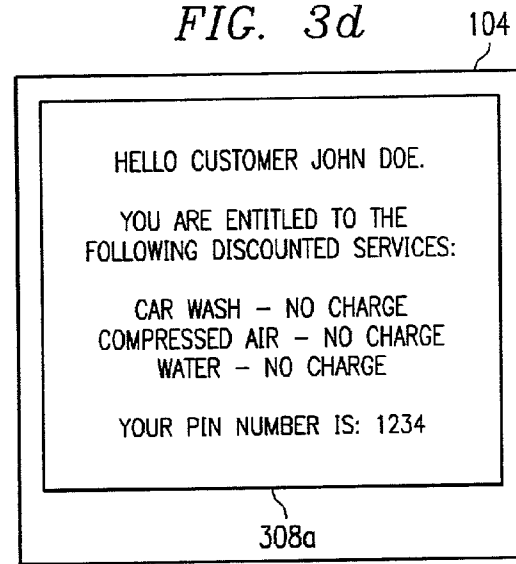 FIG. 3d
104
HELLO CUSTOMER JOHN DOE.
YOU ARE ENTITLED TO THE
FOLLOWING DISCOUNTED SERVICES:
CAR WASH – NO CHARGE
COMPRESSED AIR – NO CHARGE
WATER – NO CHARGE
YOUR PIN NUMBER IS: 1234
308a